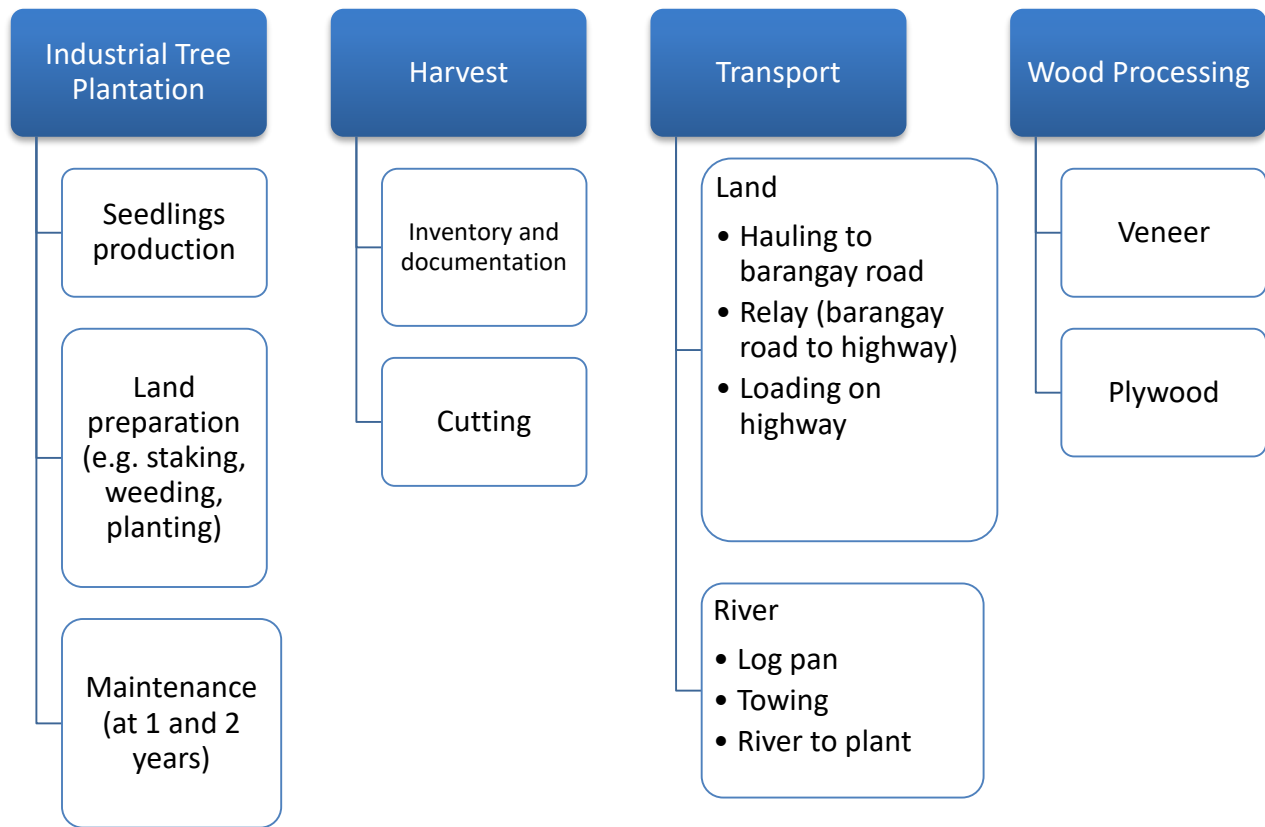 Industrial Tree
Plantation
Seedlings
production
Land
preparation
(e.g. staking,
weeding,
planting)
Maintenance
(at 1 and 2
years)
Harvest
Inventory and
documentation
Cutting
Transport
Land
• Hauling to
barangay road
• Relay (barangay
road to highway)
• Loading on
highway
River
• Log pan
• Towing
• River to plant
Wood Processing
Veneer
Plywood